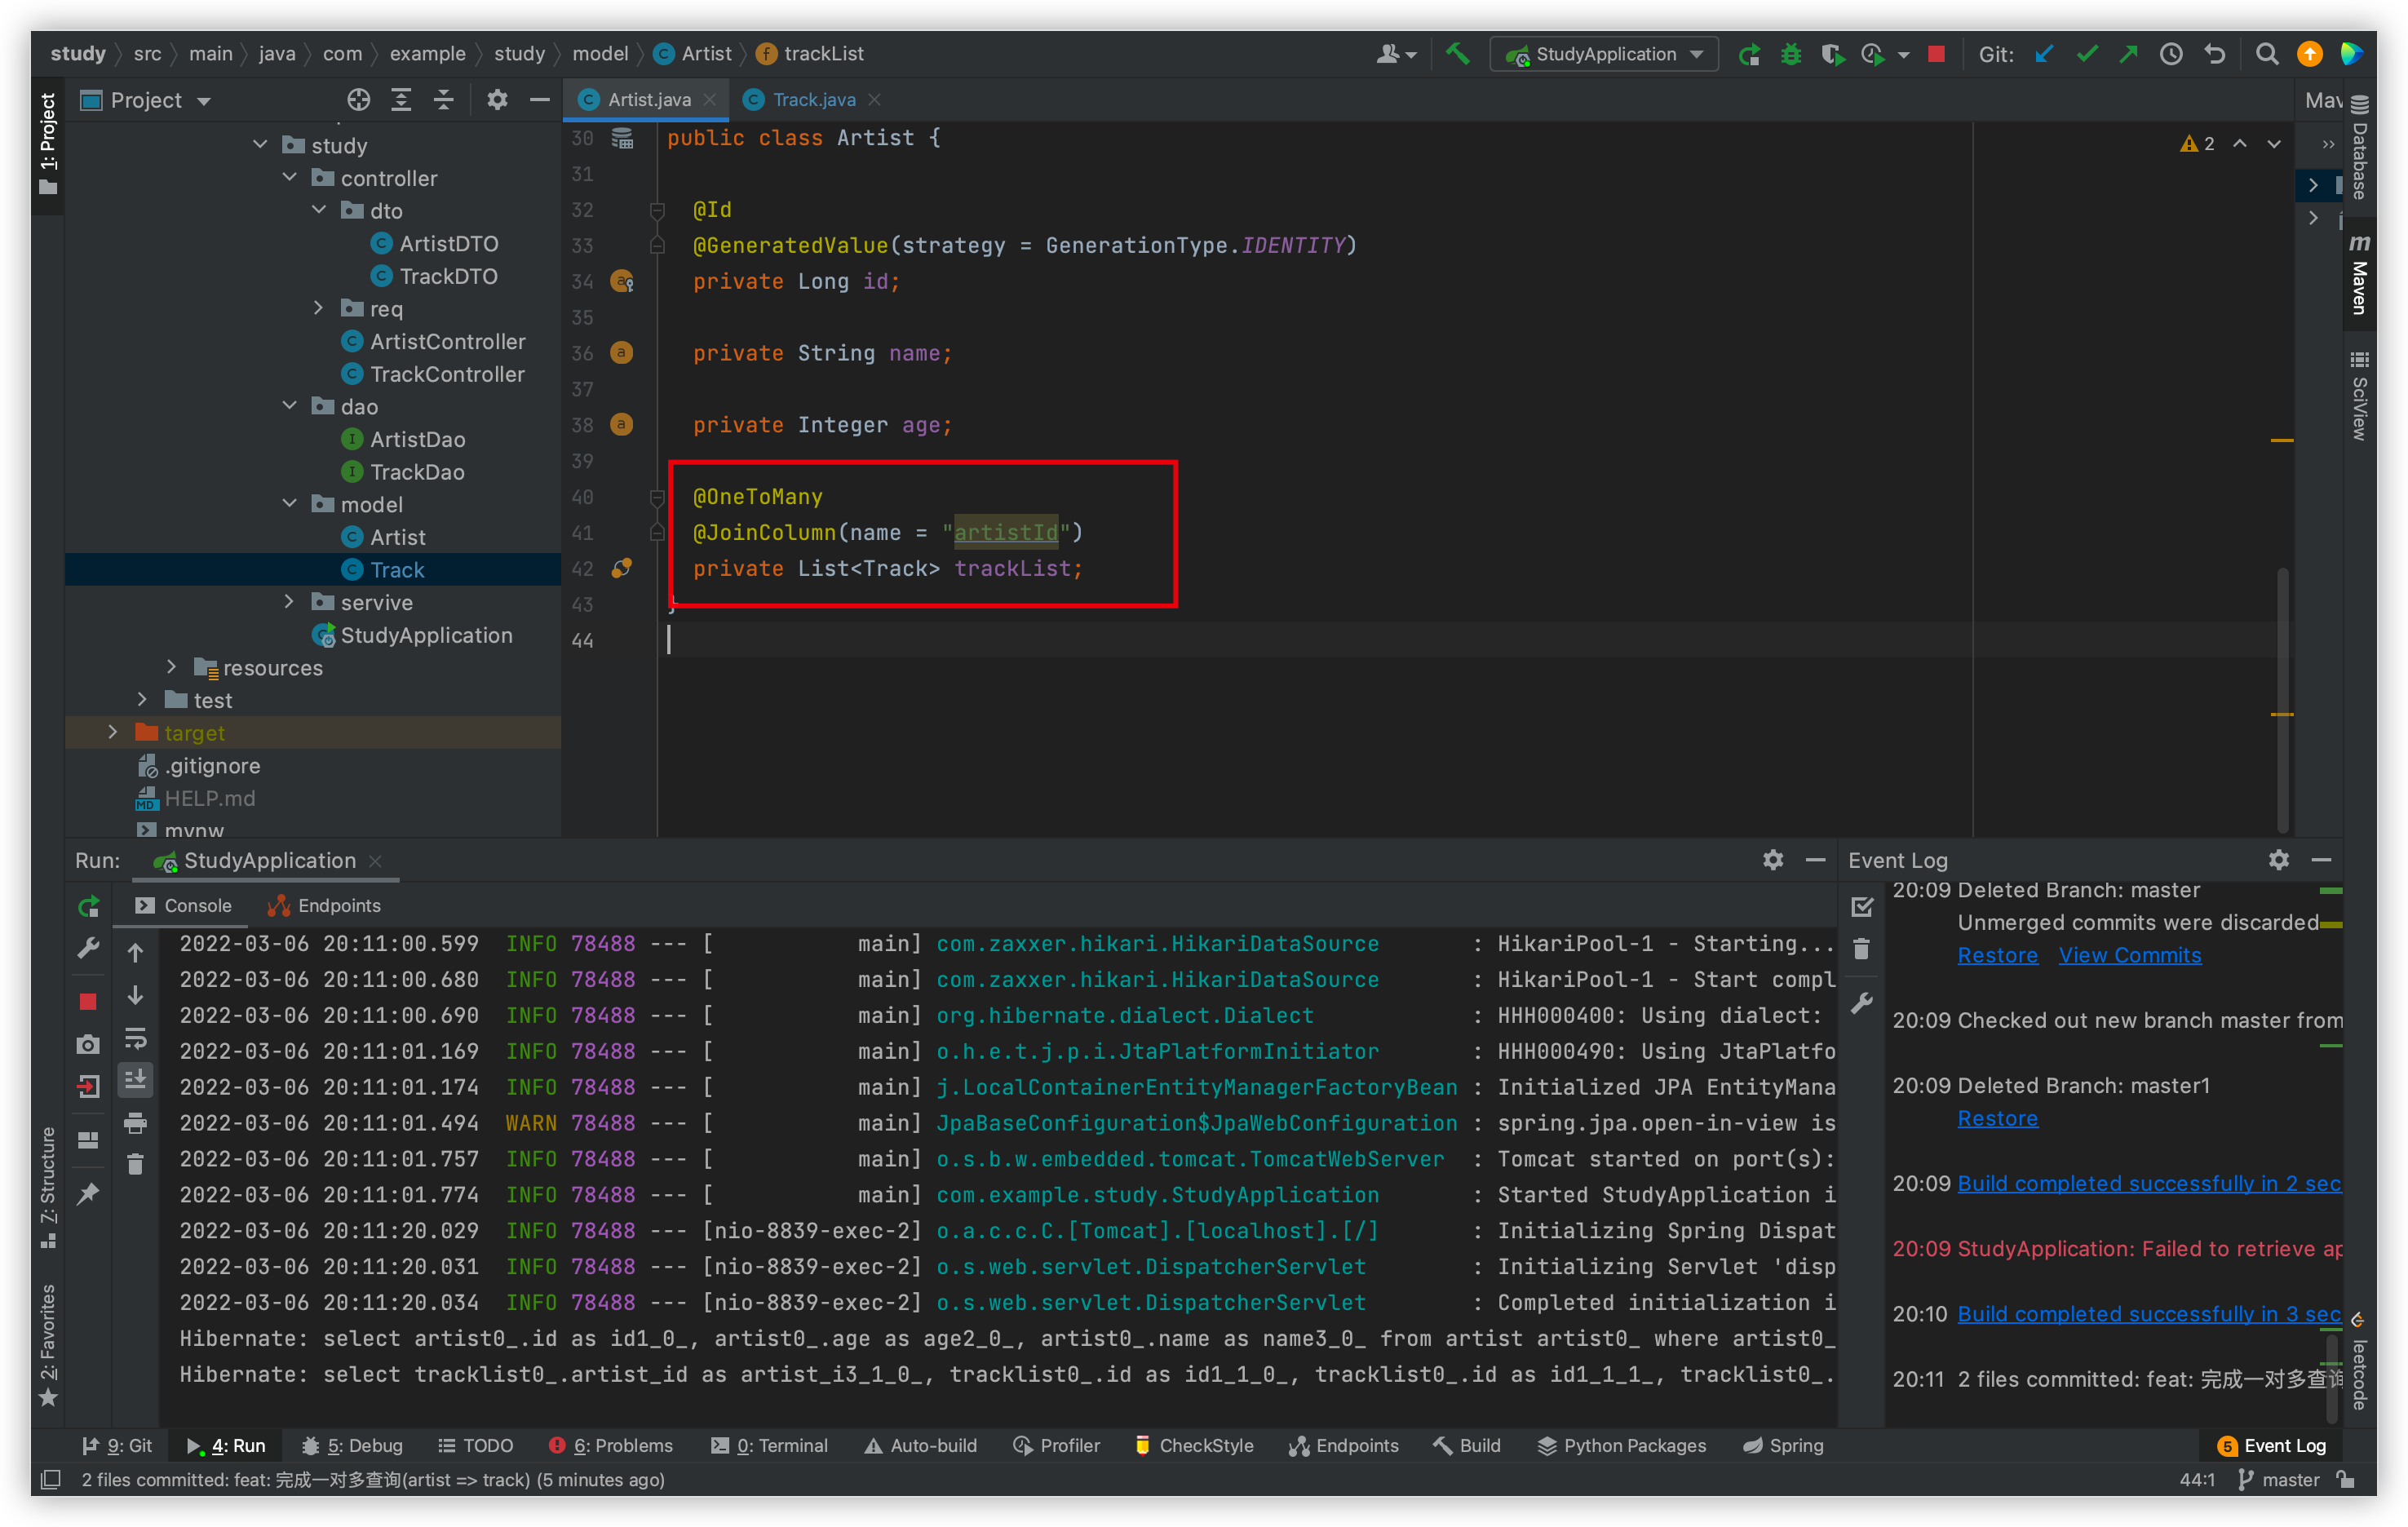 study src main java com example study model Artist trackList
StudyApplication
Git:
1: Project
Project
study
controller
dto
ArtistDTO
TrackDTO
req
ArtistController
TrackController
dao
ArtistDao
TrackDao
model
Artist
Track
servive
StudyApplication
resources
test
target
.gitignore
HELP.md
mvnw
Artist.java
Track.java
2
30 public class Artist {
31
32 @Id
33 @GeneratedValue(strategy = GenerationType.IDENTITY)
34 private Long id;
35
36 private String name;
37
38 private Integer age;
39
40 @OneToMany
41 @JoinColumn(name = "artistId")
42 private List<Track> trackList;
43 }
44
Mav
Database
Maven
SciView
leetcode
Run: StudyApplication
Console Endpoints
2022-03-06 20:11:00.599 INFO 78488 --- [ main] com.zaxxer.hikari.HikariDataSource : HikariPool-1 - Starting...
2022-03-06 20:11:00.680 INFO 78488 --- [ main] com.zaxxer.hikari.HikariDataSource : HikariPool-1 - Start compl
2022-03-06 20:11:00.690 INFO 78488 --- [ main] org.hibernate.dialect.Dialect : HHH000400: Using dialect:
2022-03-06 20:11:01.169 INFO 78488 --- [ main] o.h.e.t.j.p.i.JtaPlatformInitiator : HHH000490: Using JtaPlatfo
2022-03-06 20:11:01.174 INFO 78488 --- [ main] j.LocalContainerEntityManagerFactoryBean : Initialized JPA EntityMana
2022-03-06 20:11:01.494 WARN 78488 --- [ main] JpaBaseConfiguration$JpaWebConfiguration : spring.jpa.open-in-view is
2022-03-06 20:11:01.757 INFO 78488 --- [ main] o.s.b.w.embedded.tomcat.TomcatWebServer : Tomcat started on port(s):
2022-03-06 20:11:01.774 INFO 78488 --- [ main] com.example.study.StudyApplication : Started StudyApplication i
2022-03-06 20:11:20.029 INFO 78488 --- [nio-8839-exec-2] o.a.c.c.C.[Tomcat].[localhost].[/] : Initializing Spring Dispat
2022-03-06 20:11:20.031 INFO 78488 --- [nio-8839-exec-2] o.s.web.servlet.DispatcherServlet : Initializing Servlet 'disp
2022-03-06 20:11:20.034 INFO 78488 --- [nio-8839-exec-2] o.s.web.servlet.DispatcherServlet : Completed initialization i
Hibernate: select artist0_.id as id1_0_, artist0_.age as age2_0_, artist0_.name as name3_0_ from artist artist0_ where artist0_
Hibernate: select tracklist0_.artist_id as artist_i3_1_0_, tracklist0_.id as id1_1_0_, tracklist0_.id as id1_1_1_, tracklist0_.
Event Log
20:09 Deleted Branch: master
Unmerged commits were discarded
Restore View Commits
20:09 Checked out new branch master from
20:09 Deleted Branch: master1
Restore
20:09 Build completed successfully in 2 sec
20:09 StudyApplication: Failed to retrieve ap
20:10 Build completed successfully in 3 sec
20:11 2 files committed: feat: 完成一对多查询
Z: Structure
2: Favorites
9: Git 4: Run 5: Debug TODO 6: Problems 0: Terminal Auto-build Profiler CheckStyle Endpoints Build Python Packages Spring 5 Event Log
2 files committed: feat: 完成一对多查询(artist => track) (5 minutes ago) 44:1 master